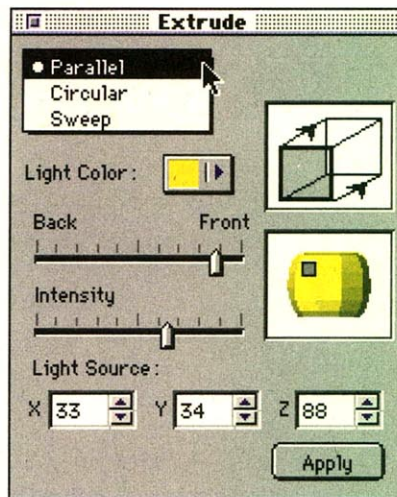 Extrude
Parallel
Circular
Sweep
Light Color:
Back Front
Intensity
Light Source:
X 33 Y 34 Z 88
Apply